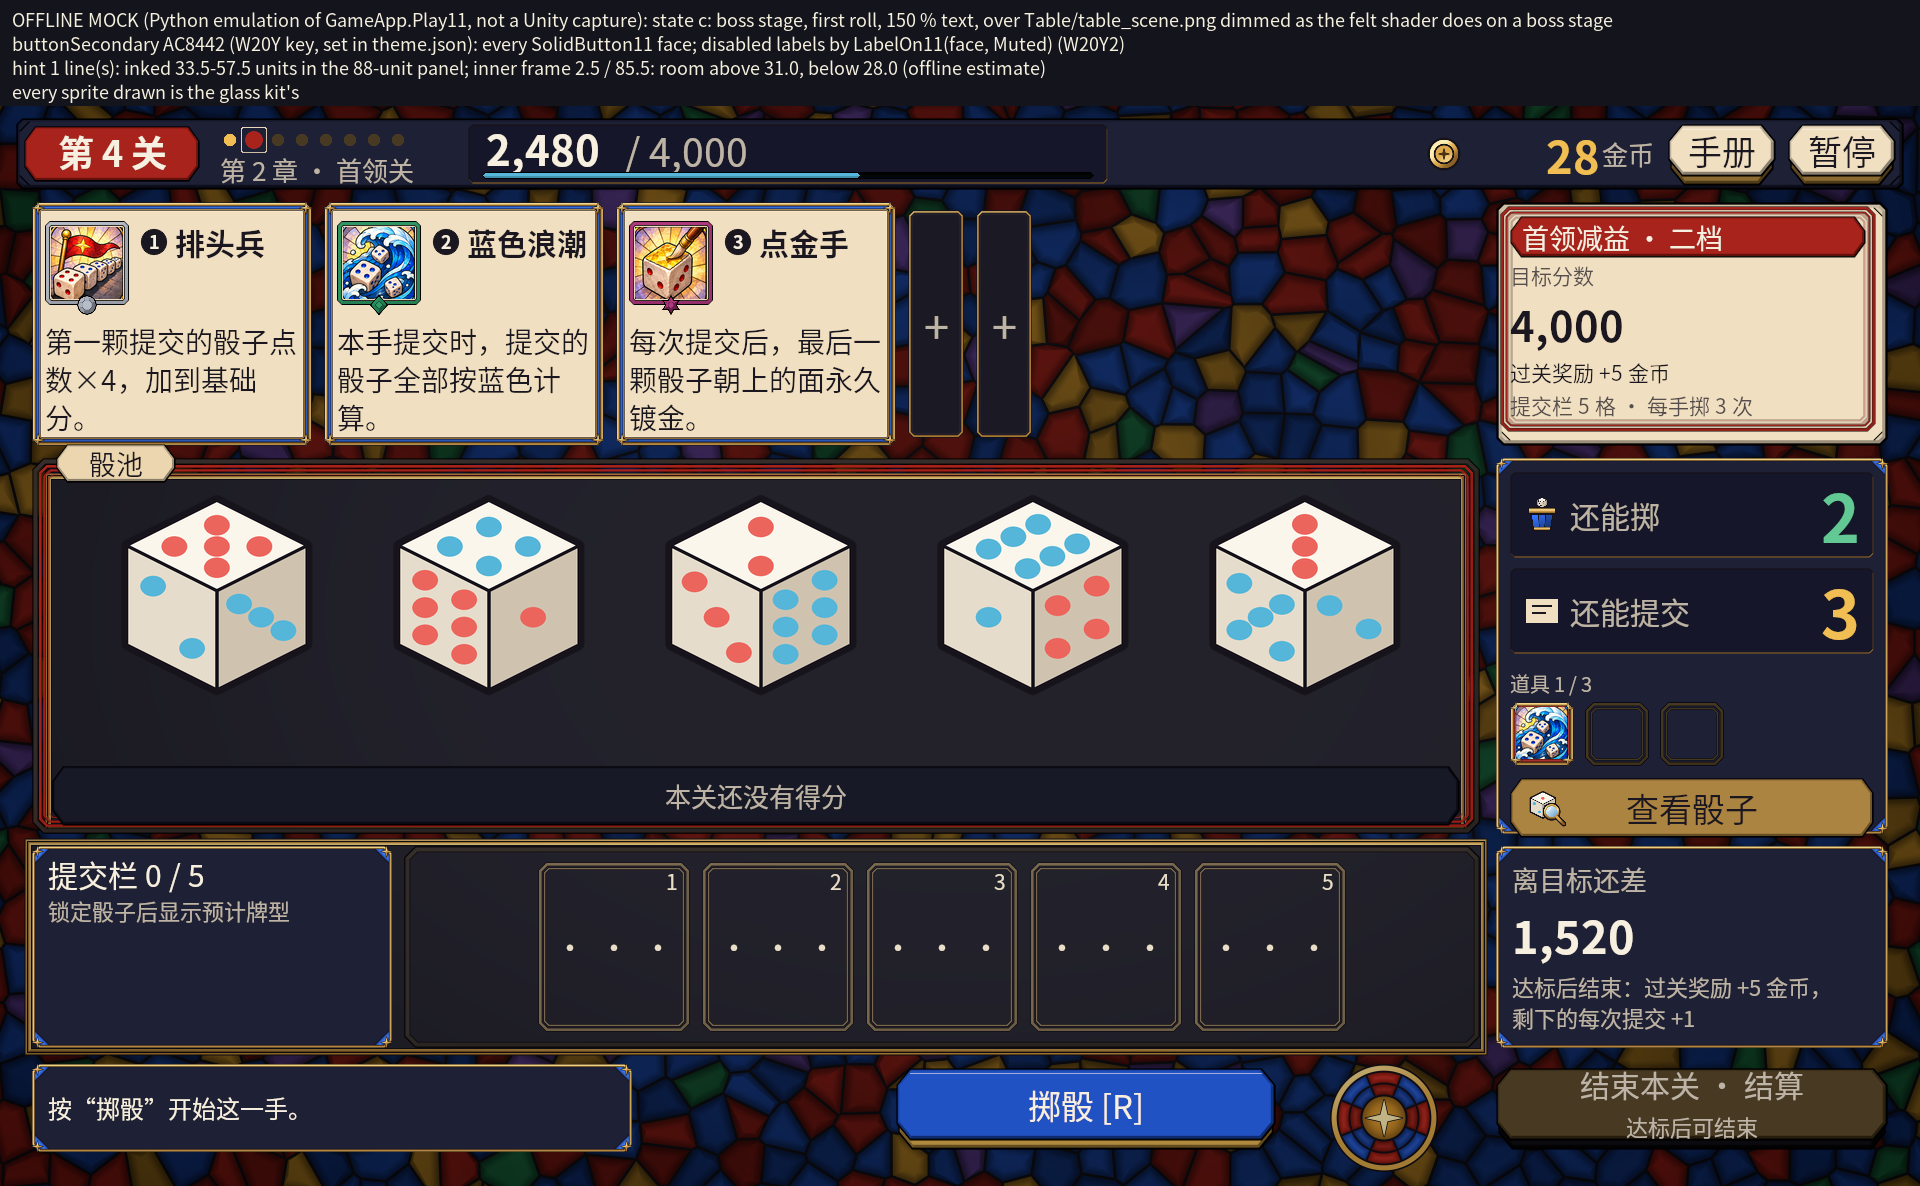 OFFLINE MOCK (Python emulation of GameApp.Play11, not a Unity capture): state c: boss stage, first roll, 150 % text, over Table/table_scene.png dimmed as the felt shader does on a boss stage
buttonSecondary AC8442 (W20Y key, set in theme.json): every SolidButton11 face; disabled labels by LabelOn11(face, Muted) (W20Y2)
hint 1 line(s): inked 33.5-57.5 units in the 88-unit panel; inner frame 2.5 / 85.5: room above 31.0, below 28.0 (offline estimate)
every sprite drawn is the glass kit's
第 4 关
第 2 章 · 首领关
2,480 / 4,000
28 金币
手册
暂停
1 排头兵
第一颗提交的骰子点
数×4，加到基础
分。
2 蓝色浪潮
本手提交时，提交的
骰子全部按蓝色计
算。
3 点金手
每次提交后，最后一
颗骰子朝上的面永久
镀金。
+
+
首领减益 · 二档
目标分数
4,000
过关奖励 +5 金币
提交栏 5 格 · 每手掷 3 次
骰池
还能掷 2
还能提交 3
道具 1 / 3
查看骰子
本关还没有得分
提交栏 0 / 5
锁定骰子后显示预计牌型
1
2
3
4
5
离目标还差
1,520
达标后结束：过关奖励 +5 金币，
剩下的每次提交 +1
按“掷骰”开始这一手。
掷骰 [R]
结束本关 · 结算
达标后可结束